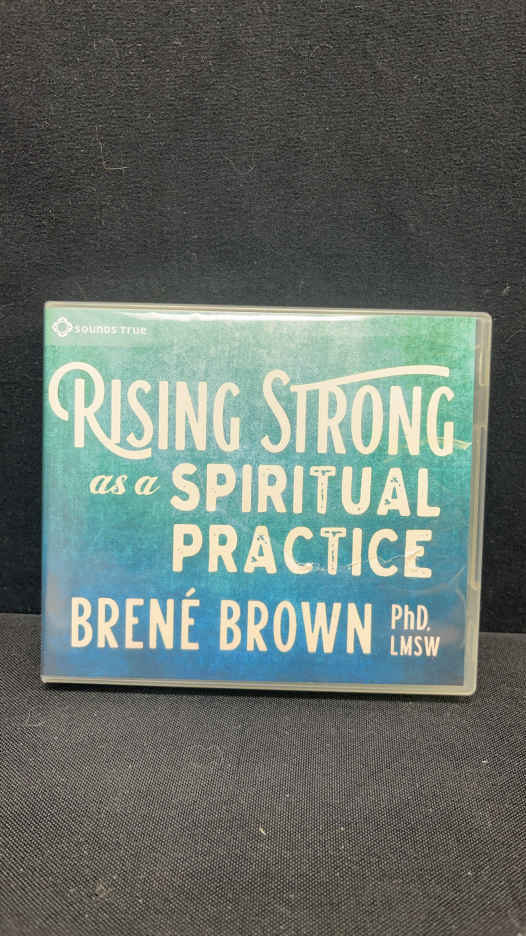 sounds true
RISING STRONG
as a SPIRITUAL
PRACTICE
BRENÉ BROWN PhD, LMSW